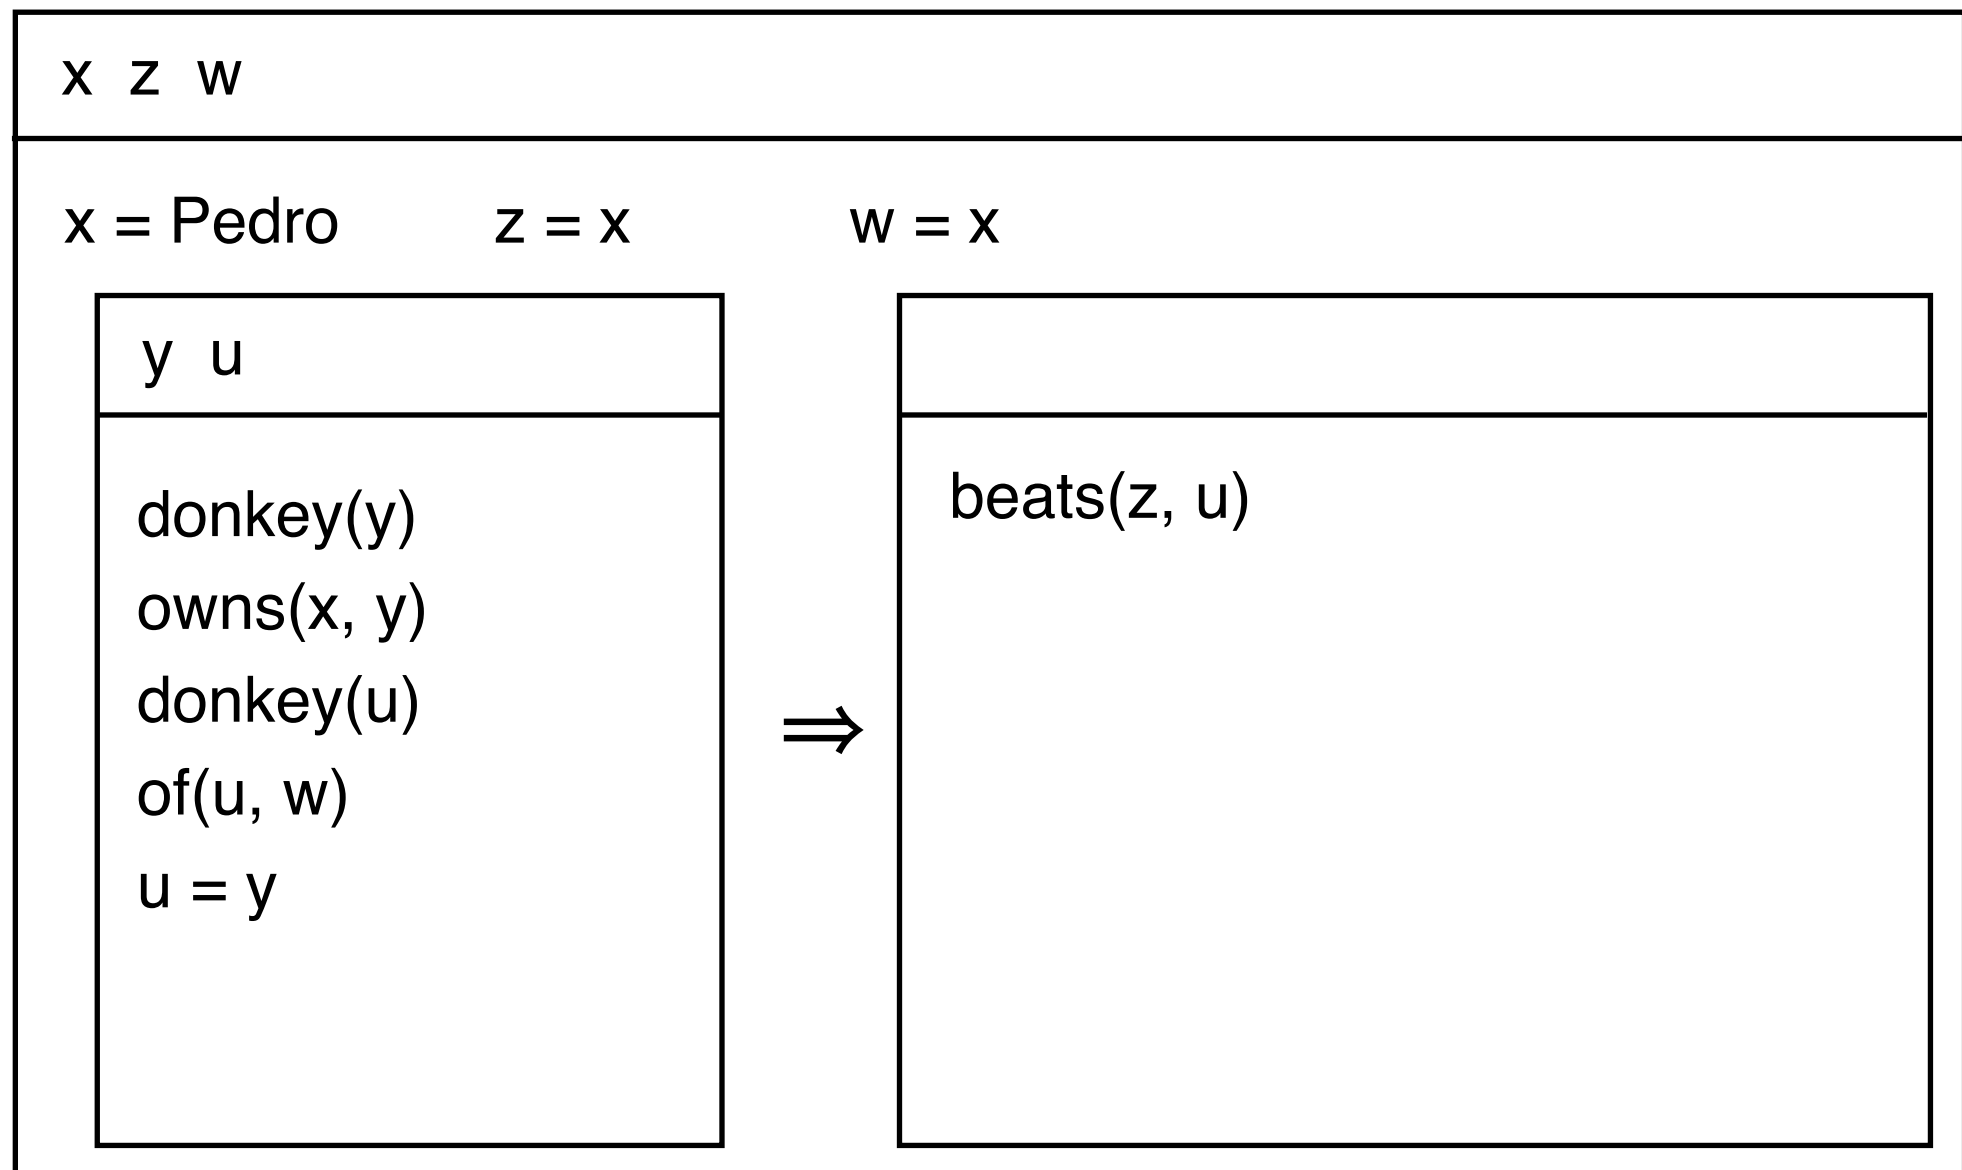 x z w
x = Pedro z = x w = x
y u
donkey(y)
owns(x, y)
donkey(u)
of(u, w)
u = y
⇒
beats(z, u)